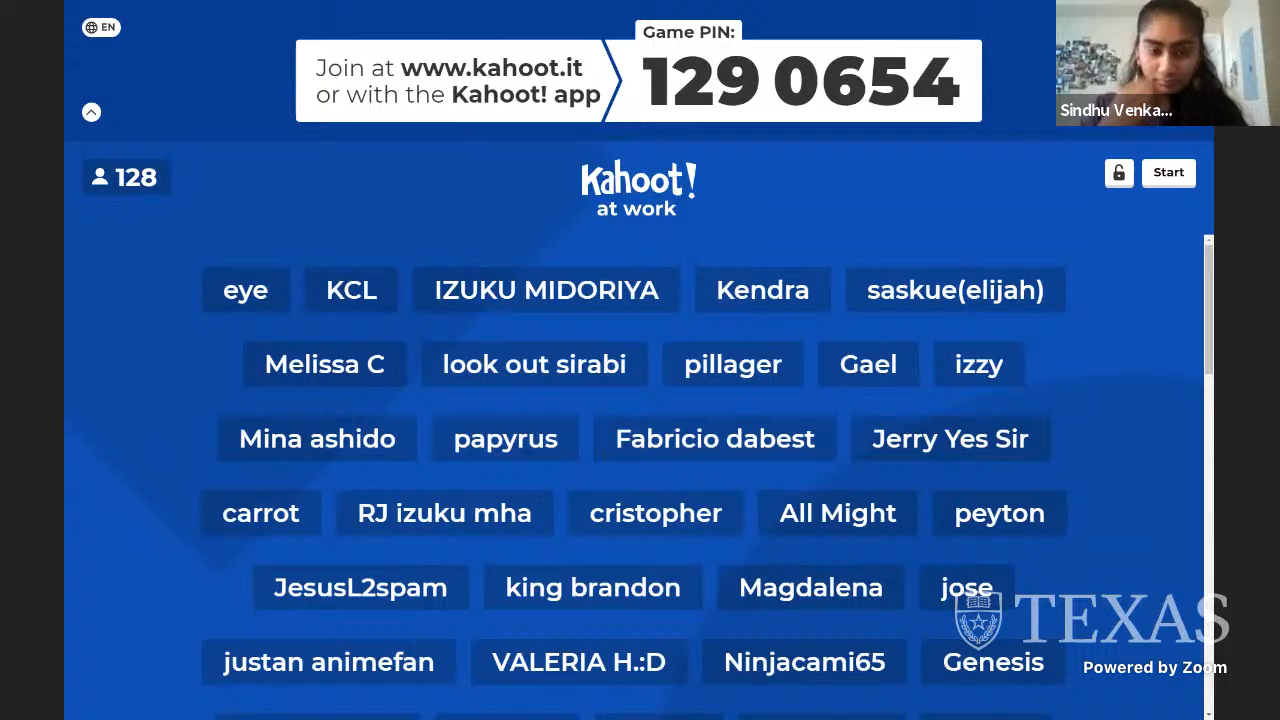 EN
Game PIN:
Join at www.kahoot.it
or with the Kahoot! app
129 0654
Sindhu Venka...
128
Kahoot!
at work
Start
eye KCL IZUKU MIDORIYA Kendra saskue(elijah)
Melissa C look out sirabi pillager Gael izzy
Mina ashido papyrus Fabricio dabest Jerry Yes Sir
carrot RJ izuku mha cristopher All Might peyton
JesusL2spam king brandon Magdalena jose
TEXAS
justan animefan VALERIA H.:D Ninjacami65 Genesis
Powered by Zoom